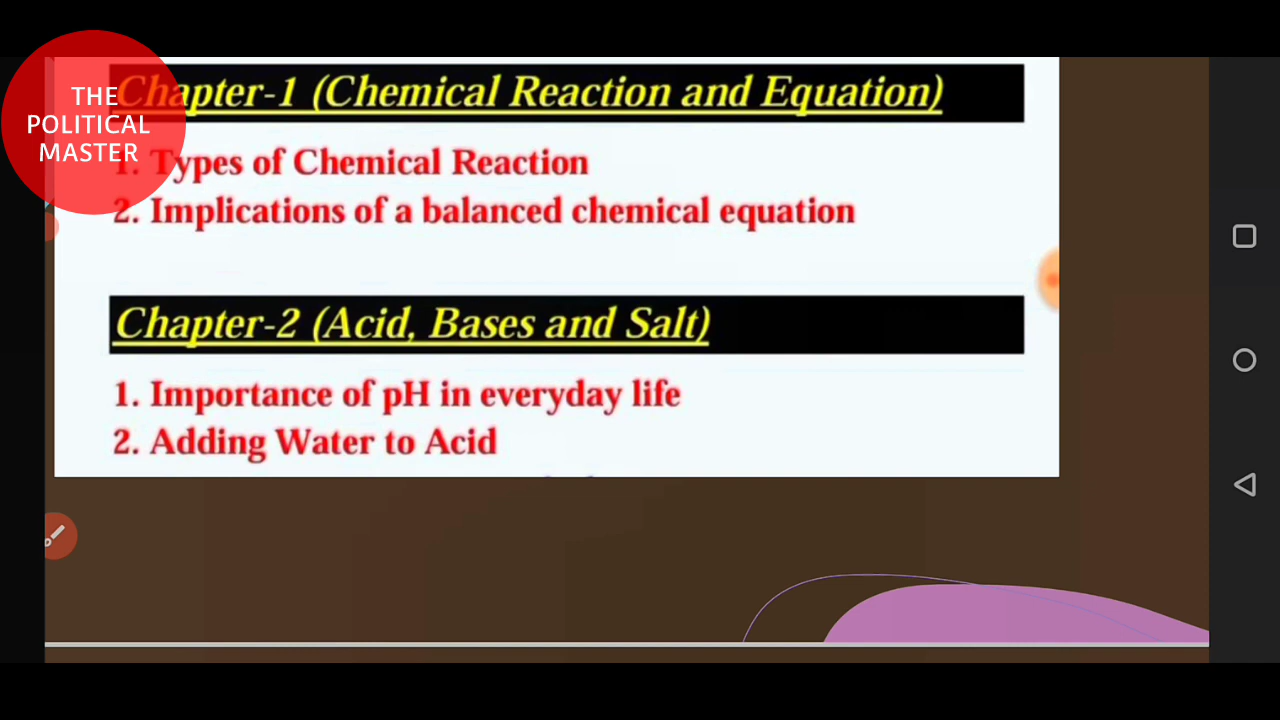 THE
POLITICAL
MASTER
Chapter-1 (Chemical Reaction and Equation)
1. Types of Chemical Reaction
2. Implications of a balanced chemical equation
Chapter-2 (Acid, Bases and Salt)
1. Importance of pH in everyday life
2. Adding Water to Acid